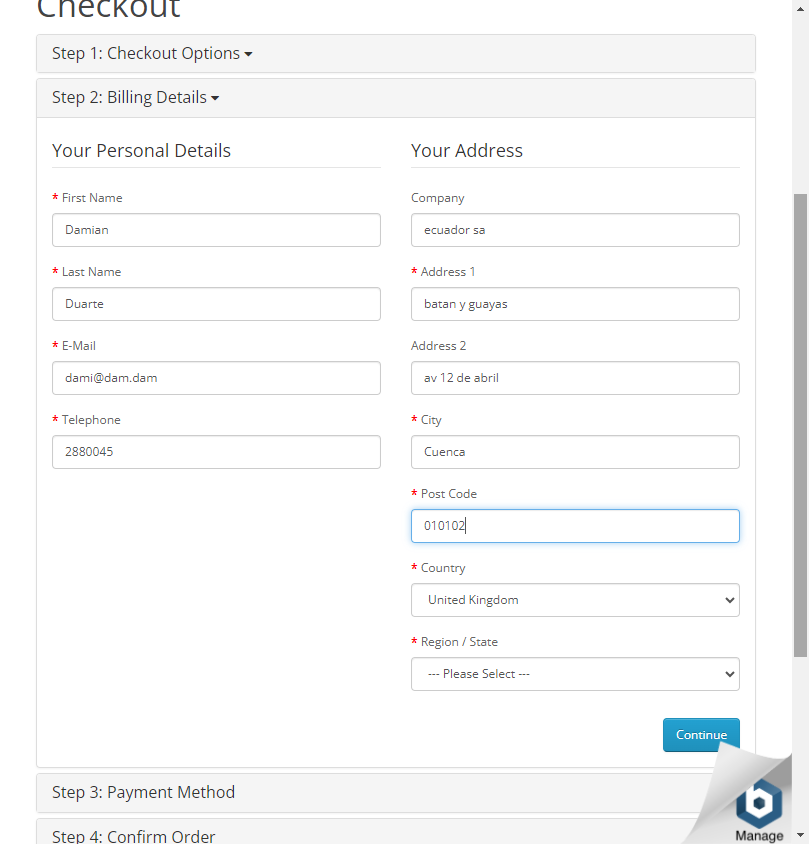 Checkout
Step 1: Checkout Options
Step 2: Billing Details
Your Personal Details
* First Name
Damian
* Last Name
Duarte
* E-Mail
dami@dam.dam
* Telephone
2880045
Your Address
Company
ecuador sa
* Address 1
batan y guayas
Address 2
av 12 de abril
* City
Cuenca
* Post Code
010102
* Country
United Kingdom
* Region / State
--- Please Select ---
Continue
Step 3: Payment Method
Step 4: Confirm Order
Manage